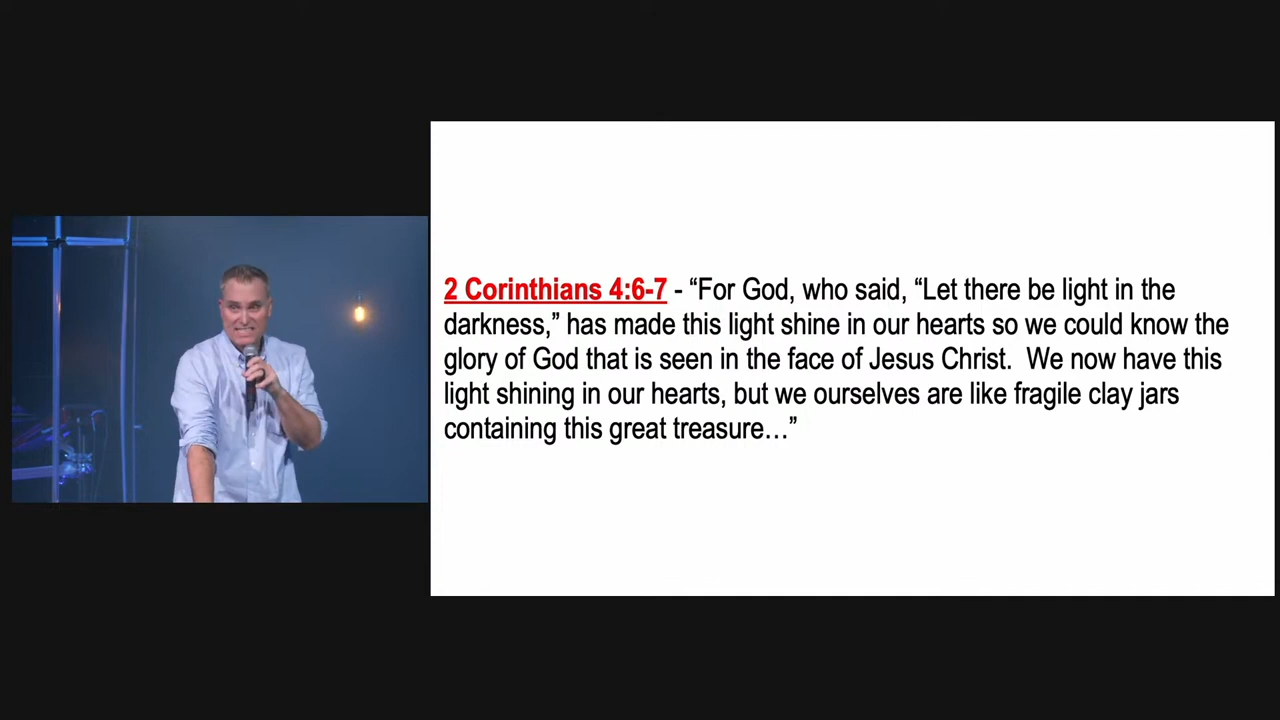 2 Corinthians 4:6-7 - “For God, who said, “Let there be light in the
darkness,” has made this light shine in our hearts so we could know the
glory of God that is seen in the face of Jesus Christ.  We now have this
light shining in our hearts, but we ourselves are like fragile clay jars
containing this great treasure…”